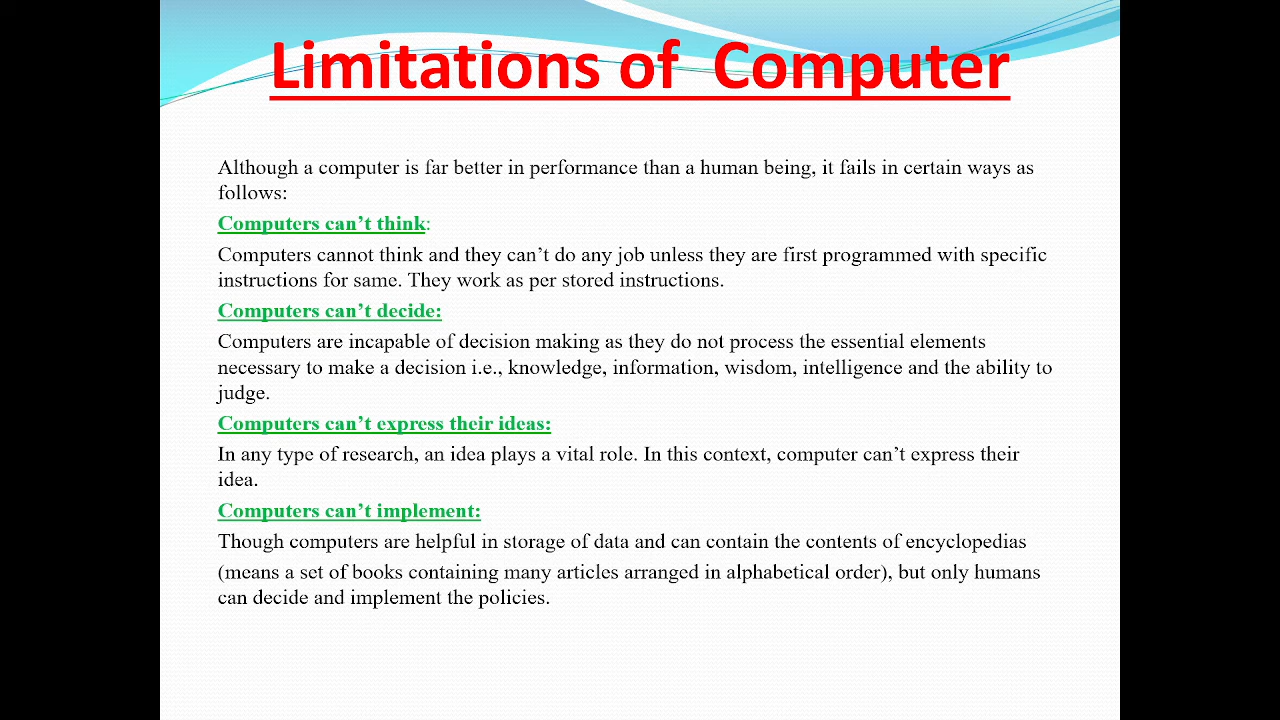 Limitations of Computer
Although a computer is far better in performance than a human being, it fails in certain ways as
follows:
Computers can’t think:
Computers cannot think and they can’t do any job unless they are first programmed with specific
instructions for same. They work as per stored instructions.
Computers can’t decide:
Computers are incapable of decision making as they do not process the essential elements
necessary to make a decision i.e., knowledge, information, wisdom, intelligence and the ability to
judge.
Computers can’t express their ideas:
In any type of research, an idea plays a vital role. In this context, computer can’t express their
idea.
Computers can’t implement:
Though computers are helpful in storage of data and can contain the contents of encyclopedias
(means a set of books containing many articles arranged in alphabetical order), but only humans
can decide and implement the policies.